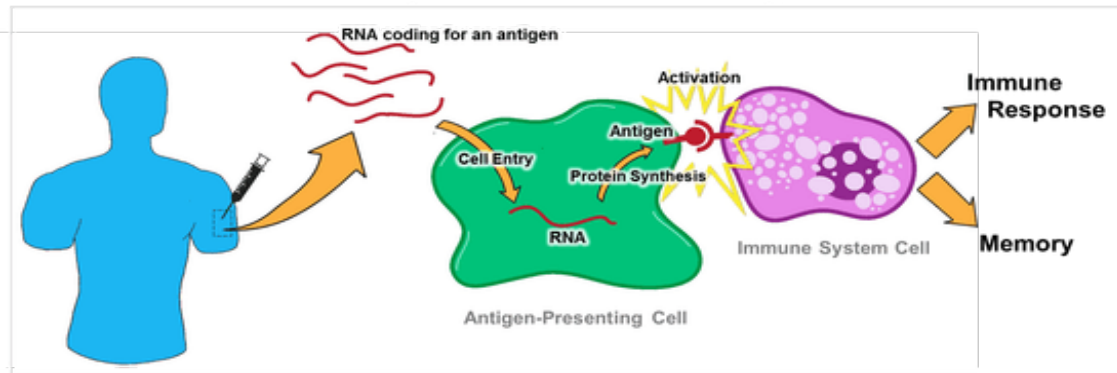 RNA coding for an antigen
Activation
Immune
Response
Antigen
Cell Entry
Protein Synthesis
RNA
Immune System Cell
Memory
Antigen-Presenting Cell